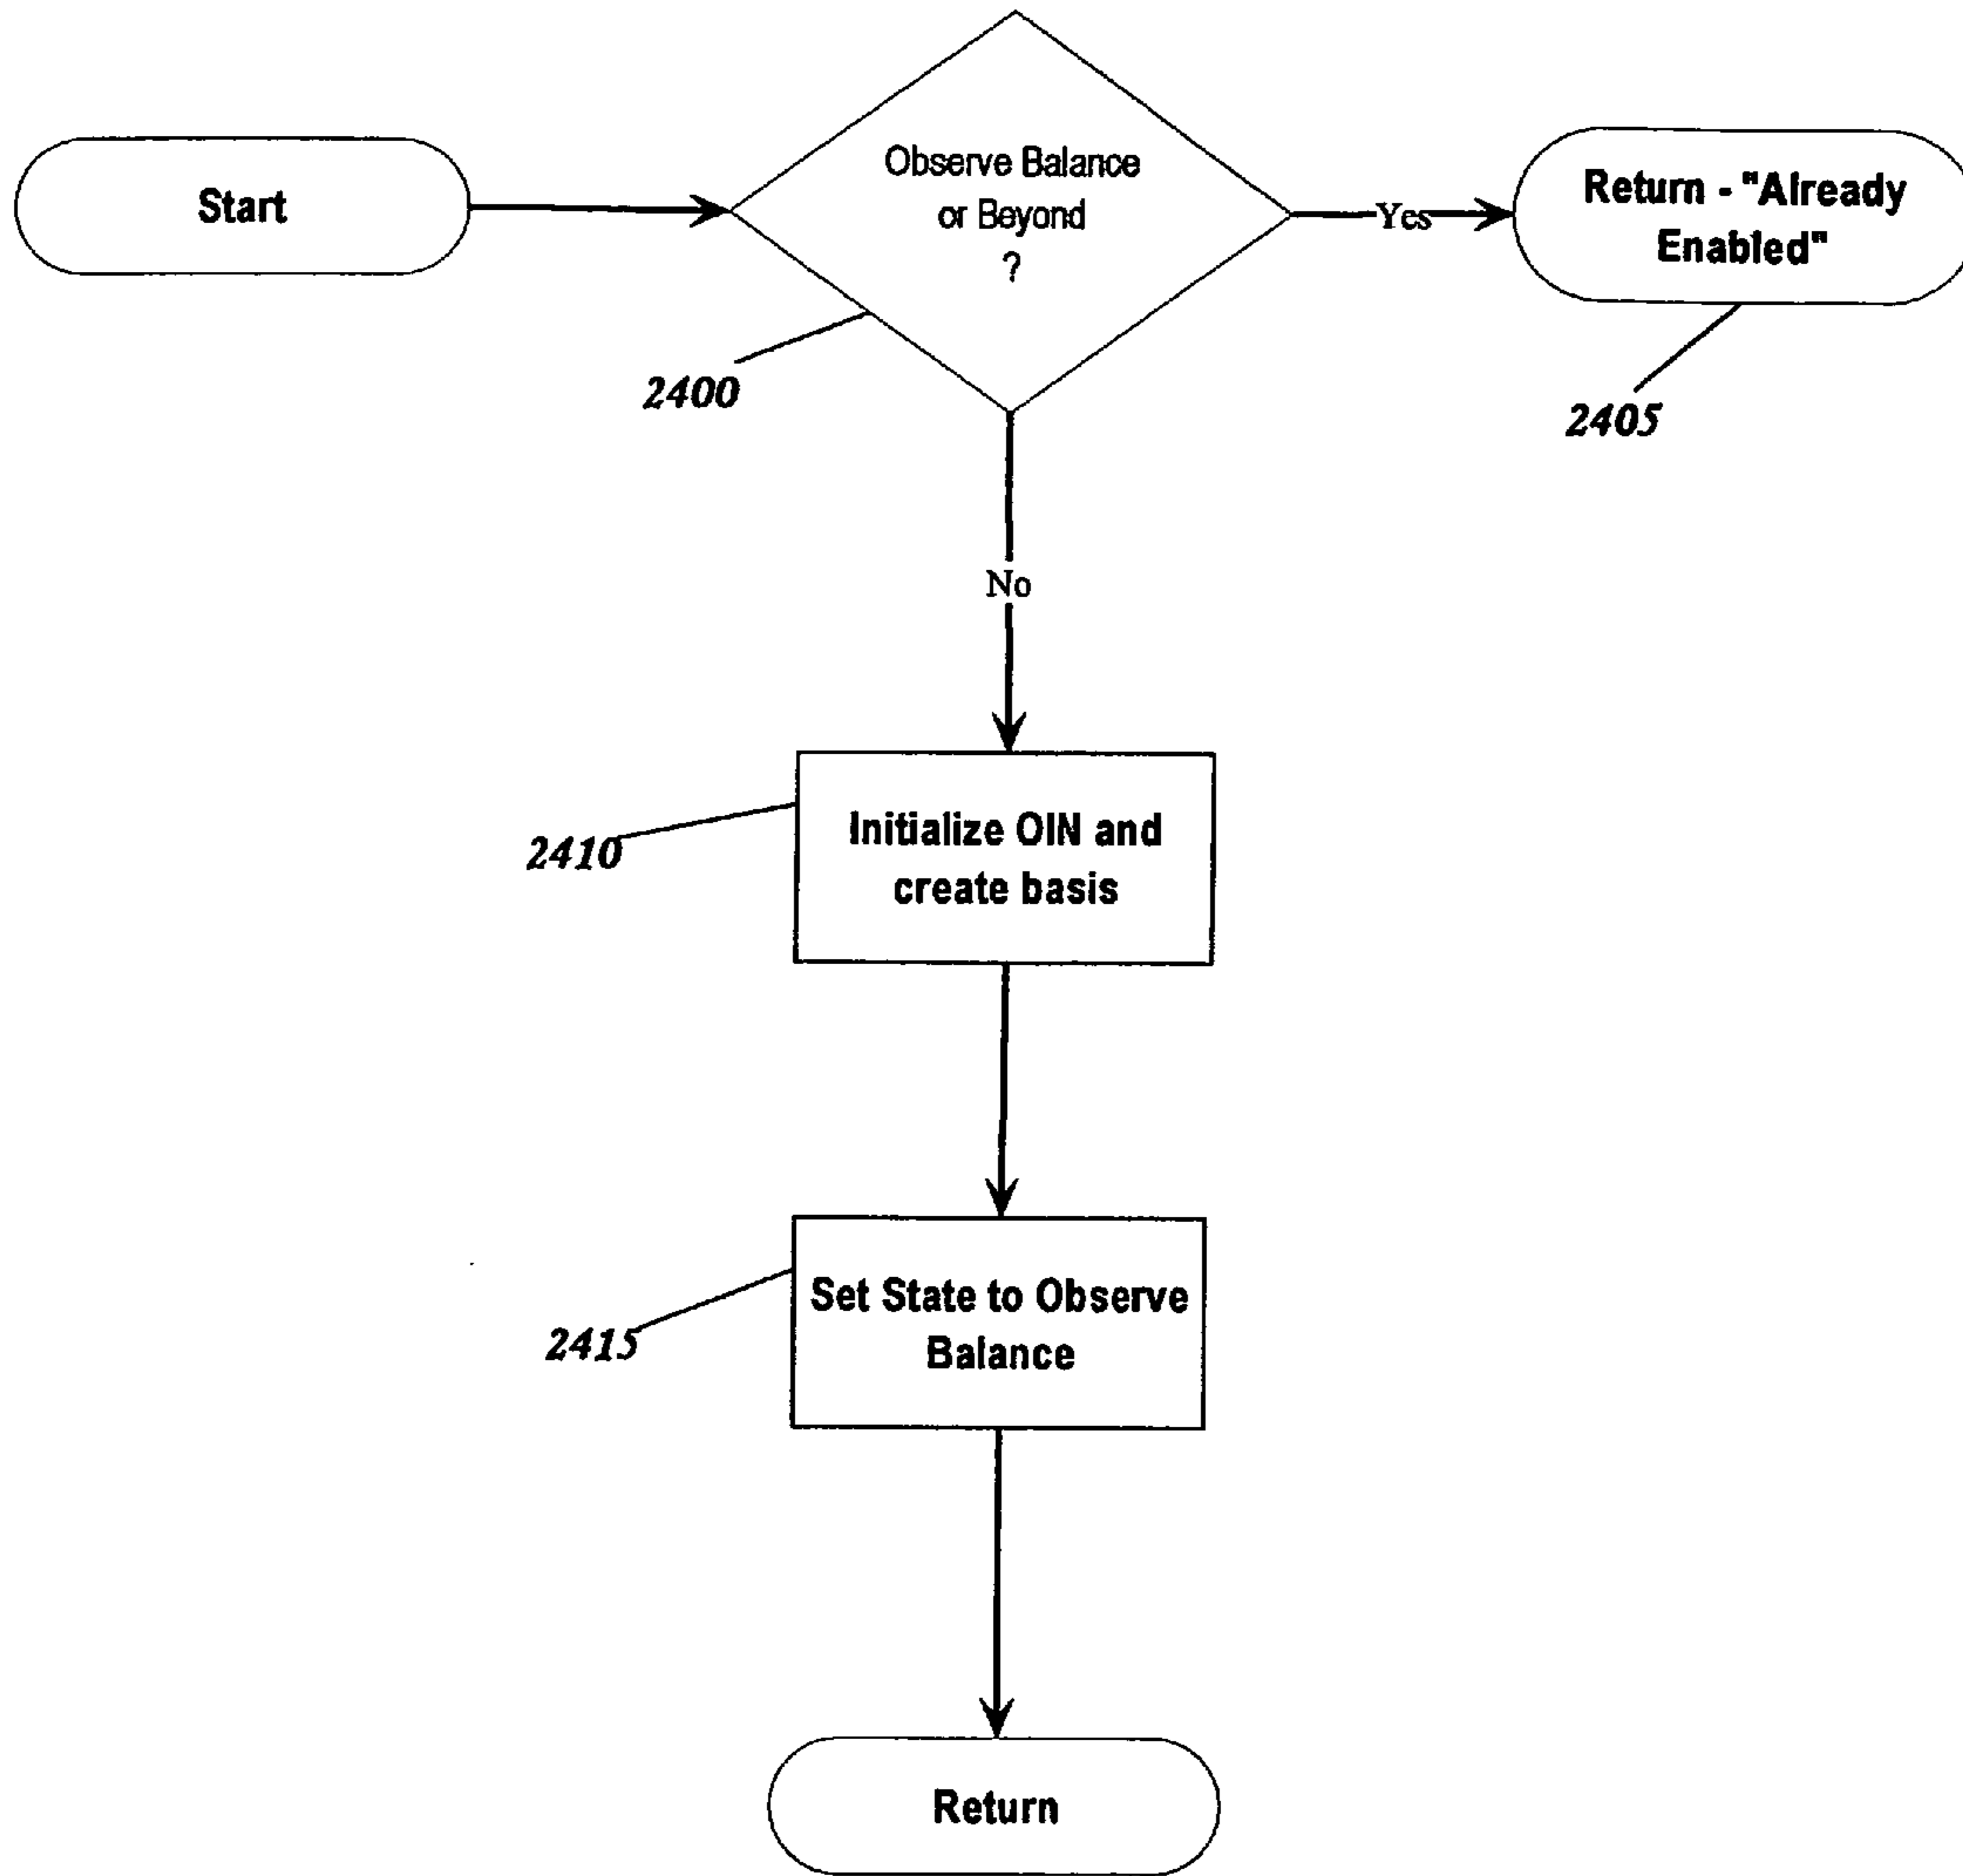 Start
Observe Balance
or Beyond
?
Yes
Return - "Already
Enabled"
2400
2405
No
Initialize OIN and
create basis
2410
Set State to Observe
Balance
2415
Return